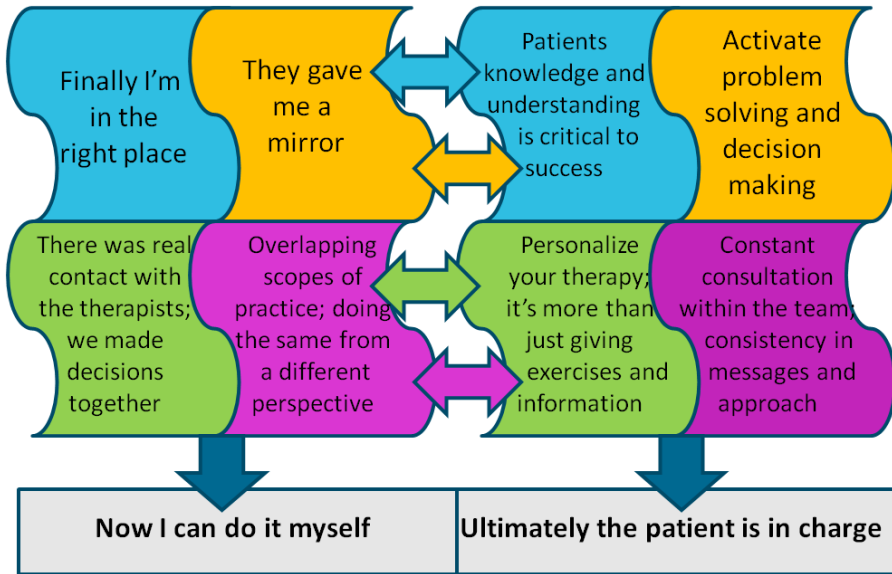 Finally I’m
in the
right place
They gave
me a
mirror
Patients
knowledge and
understanding
is critical to
success
Activate
problem
solving and
decision
making
There was real
contact with
the therapists;
we made
decisions
together
Overlapping
scopes of
practice; doing
the same from
a different
perspective
Personalize
your therapy;
it’s more than
just giving
exercises and
information
Constant
consultation
within the team;
consistency in
messages and
approach
Now I can do it myself
Ultimately the patient is in charge